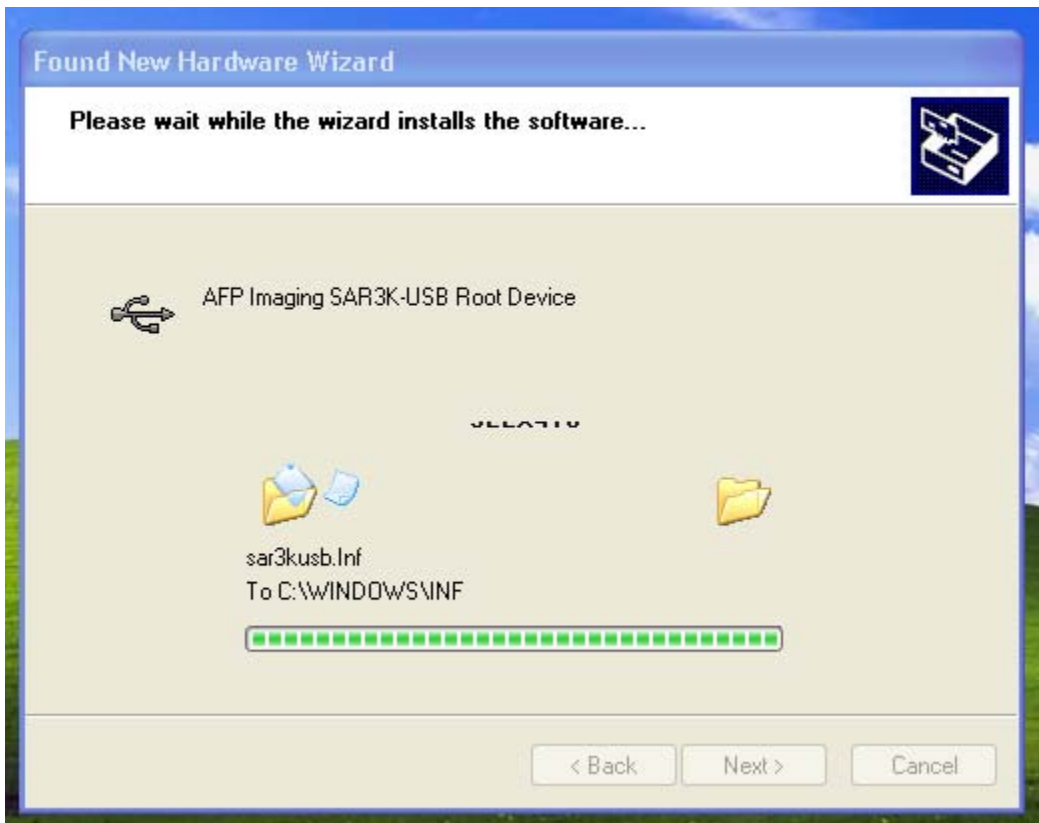 Found New Hardware Wizard
Please wait while the wizard installs the software...
AFP Imaging SAR3K-USB Root Device
sar3kusb.Inf
To C:\WINDOWS\INF
< Back
Next >
Cancel